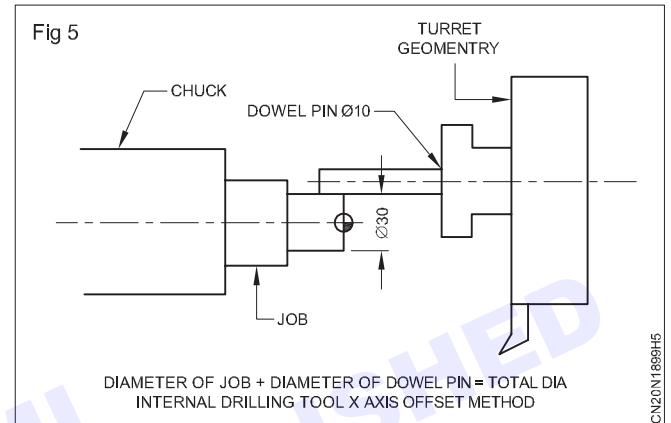 Fig 5
TURRET
GEOMENTRY
CHUCK
DOWEL PIN Ø10
Ø30
JOB
DIAMETER OF JOB + DIAMETER OF DOWEL PIN = TOTAL DIA
INTERNAL DRILLING TOOL X AXIS OFFSET METHOD
CN20N1899H5